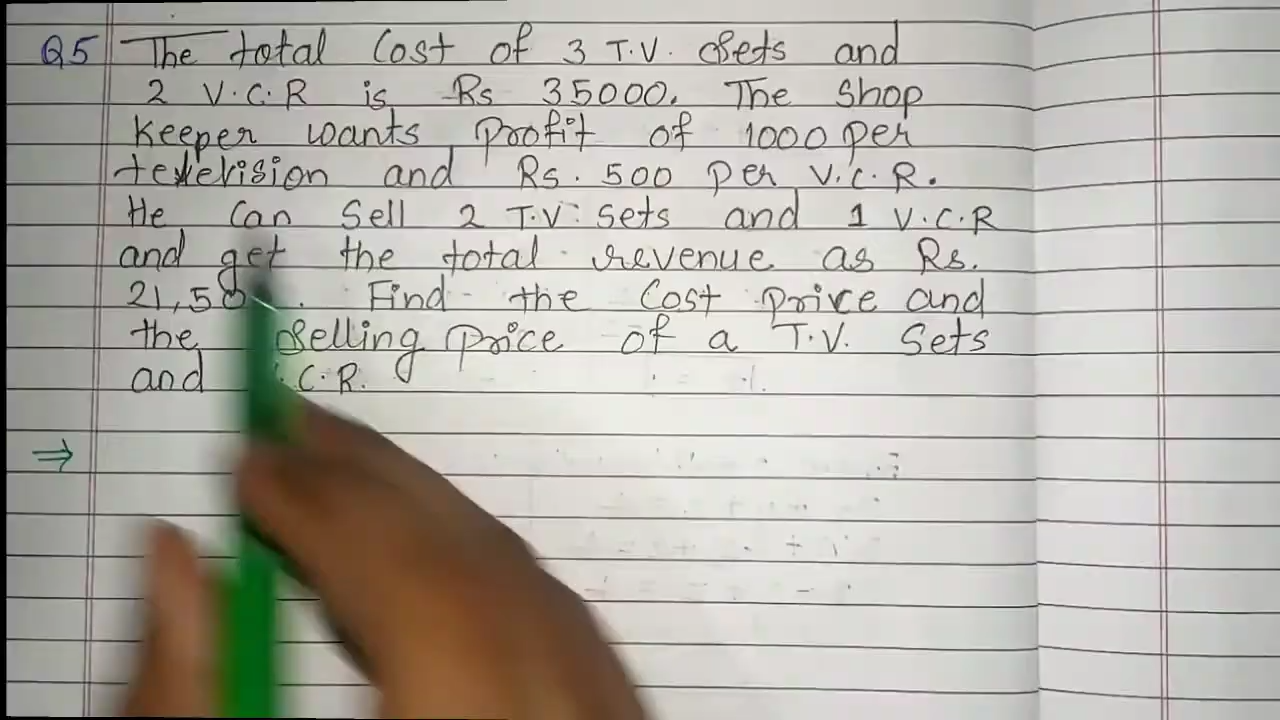 Q5 The total Cost of 3 T.V. Sets and
2 V.C.R is Rs 35000. The Shop
Keeper wants profit of 1000 per
television and Rs. 500 per V.C.R.
He Can Sell 2 T.V. Sets and 1 V.C.R
and get the total revenue as Rs.
Find the Cost price and
the Selling price of a T.V. Sets
and .C.R.
⇒